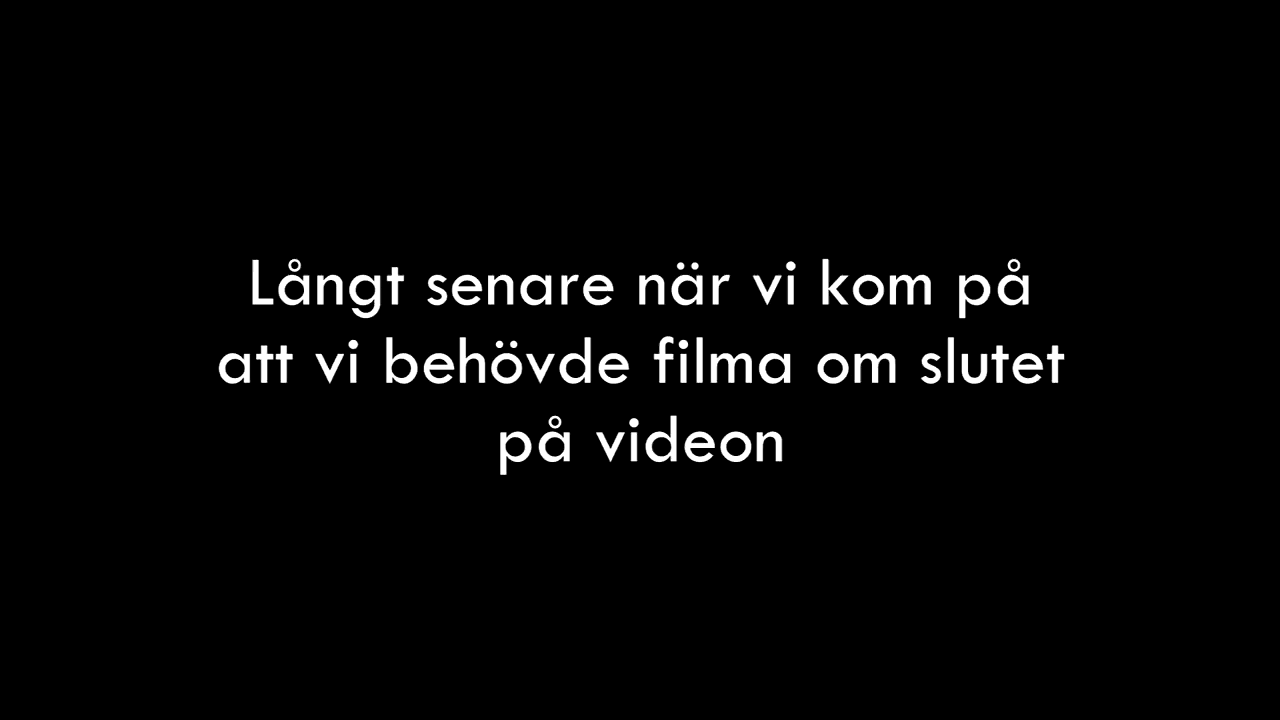 Långt senare när vi kom på
att vi behövde filma om slutet
på videon